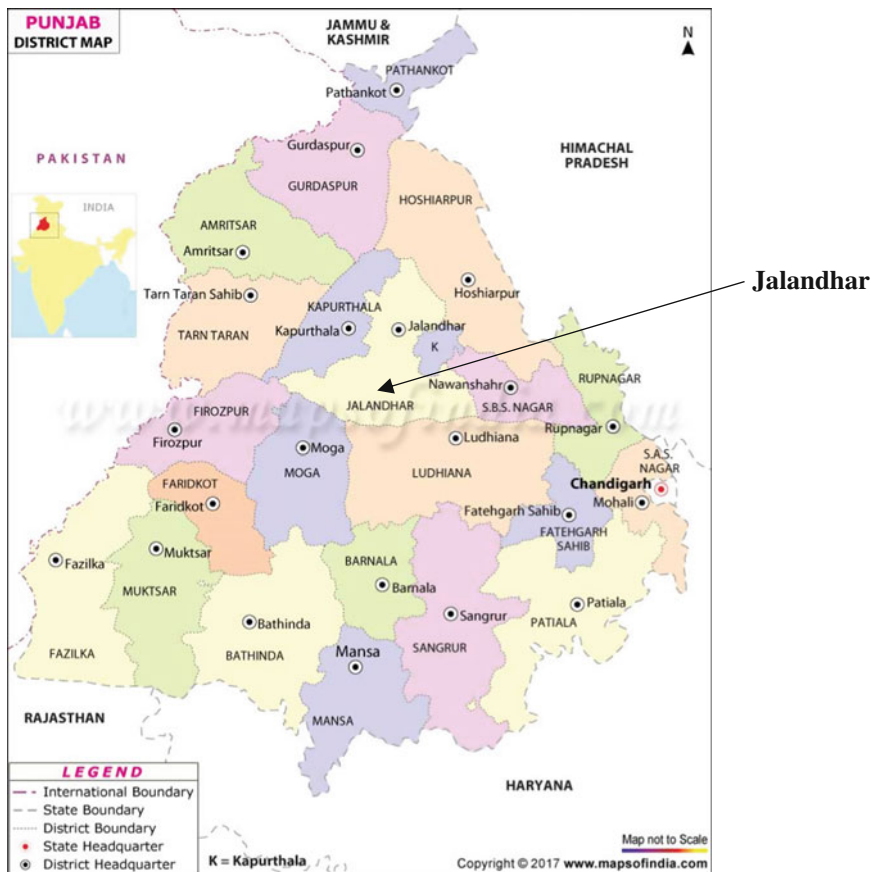 PUNJAB
DISTRICT MAP
JAMMU &
KASHMIR
N
PATHANKOT
Pathankot
PAKISTAN
Gurdaspur
GURDASPUR
HIMACHAL
PRADESH
INDIA
AMRITSAR
Amritsar
HOSHIARPUR
Hoshiarpur
Tarn Taran Sahib
TARN TARAN
KAPURTHALA
Kapurthala
Jalandhar
K
Jalandhar
JALANDHAR
Nawanshahr
S.B.S. NAGAR
RUPNAGAR
Rupnagar
www.mapsofindia.com
FIROZPUR
Firozpur
Moga
MOGA
Ludhiana
LUDHIANA
S.A.S.
NAGAR
Chandigarh
Mohali
FARIDKOT
Faridkot
Fatehgarh Sahib
FATEHGARH
SAHIB
Fazilka
FAZILKA
Muktsar
MUKTSAR
BARNALA
Barnala
Bathinda
BATHINDA
Sangrur
SANGRUR
Patiala
PATIALA
Mansa
MANSA
RAJASTHAN
HARYANA
LEGEND
International Boundary
State Boundary
District Boundary
State Headquarter
District Headquarter
K = Kapurthala
Map not to Scale
Copyright © 2017 www.mapsofindia.com